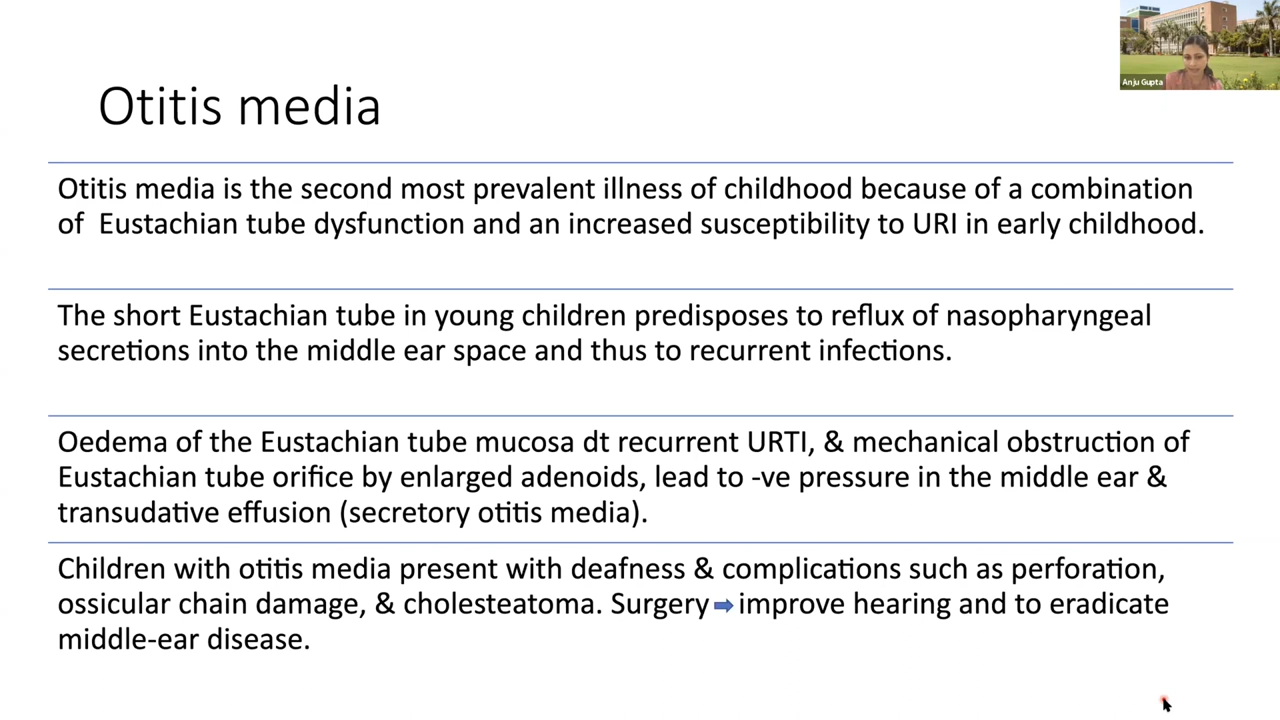 Anju Gupta
Otitis media
Otitis media is the second most prevalent illness of childhood because of a combination
of Eustachian tube dysfunction and an increased susceptibility to URI in early childhood.
The short Eustachian tube in young children predisposes to reflux of nasopharyngeal
secretions into the middle ear space and thus to recurrent infections.
Oedema of the Eustachian tube mucosa dt recurrent URTI, & mechanical obstruction of
Eustachian tube orifice by enlarged adenoids, lead to -ve pressure in the middle ear &
transudative effusion (secretory otitis media).
Children with otitis media present with deafness & complications such as perforation,
ossicular chain damage, & cholesteatoma. Surgery ➡ improve hearing and to eradicate
middle-ear disease.